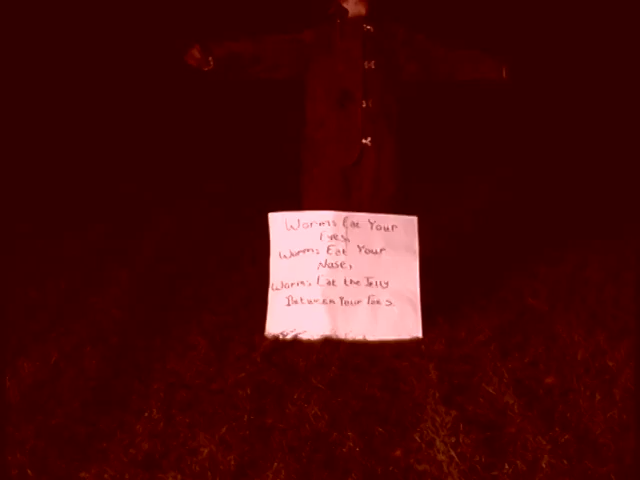 Worms Eat Your
Eyes,
Worms Eat Your
Nose,
Worms Eat the Jelly
Between Your Toes.